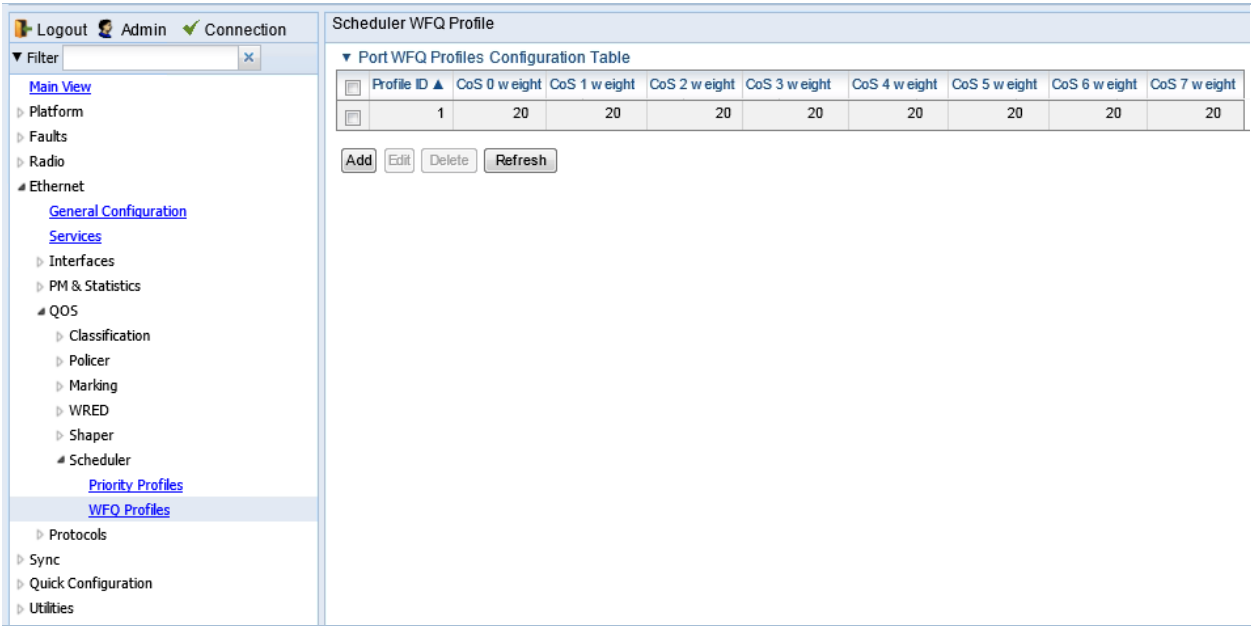 Logout Admin Connection
Filter
Main View
Platform
Faults
Radio
Ethernet
General Configuration
Services
Interfaces
PM & Statistics
QOS
Classification
Policer
Marking
WRED
Shaper
Scheduler
Priority Profiles
WFQ Profiles
Protocols
Sync
Quick Configuration
Utilities
Scheduler WFQ Profile
▼ Port WFQ Profiles Configuration Table
Profile ID ▲ CoS 0 weight CoS 1 weight CoS 2 weight CoS 3 weight CoS 4 weight CoS 5 weight CoS 6 weight CoS 7 weight
1 20 20 20 20 20 20 20 20
Add Edit Delete Refresh